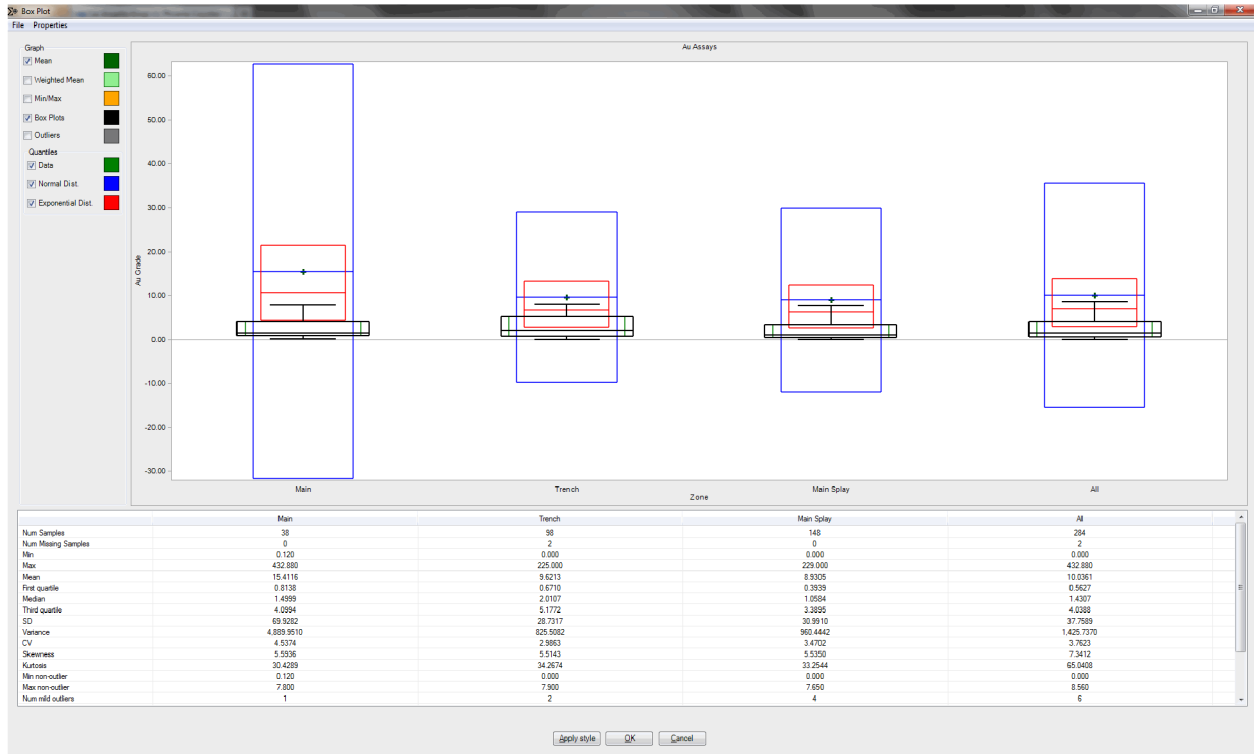 Box Plot
File Properties
Graph
Mean
Weighted Mean
Min/Max
Box Plots
Outliers
Quantiles
Data
Normal Dist.
Exponential Dist.
Au Assays
60.00
50.00
40.00
30.00
20.00
10.00
0.00
-10.00
-20.00
-30.00
Au Grade
Main Trench Main Splay All
Zone
Main Trench Main Splay All
Num Samples 38 98 148 284
Num Missing Samples 0 2 0 2
Min 0.120 0.000 0.000 0.000
Max 432.880 225.000 229.000 432.880
Mean 15.4116 9.6213 8.9305 10.0361
First quartile 0.8138 0.6710 0.3939 0.5627
Median 1.4999 2.0107 1.0584 1.4307
Third quartile 4.0994 5.1772 3.3895 4.0388
SD 69.9282 28.7317 30.9910 37.7589
Variance 4,889.9510 825.5082 960.4442 1,425.7370
CV 4.5374 2.9863 3.4702 3.7623
Skewness 5.5936 5.5143 5.5350 7.3412
Kurtosis 30.4289 34.2674 33.2544 65.0408
Min non-outlier 0.120 0.000 0.000 0.000
Max non-outlier 7.800 7.900 7.650 8.560
Num mild outliers 1 2 4 6
Apply style OK Cancel